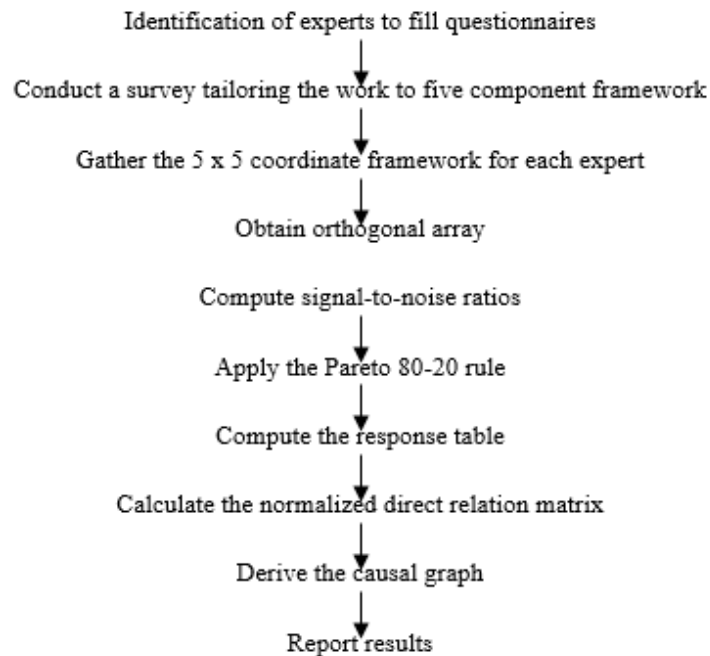 Identification of experts to fill questionnaires
Conduct a survey tailoring the work to five component framework
Gather the 5 x 5 coordinate framework for each expert
Obtain orthogonal array
Compute signal-to-noise ratios
Apply the Pareto 80-20 rule
Compute the response table
Calculate the normalized direct relation matrix
Derive the causal graph
Report results